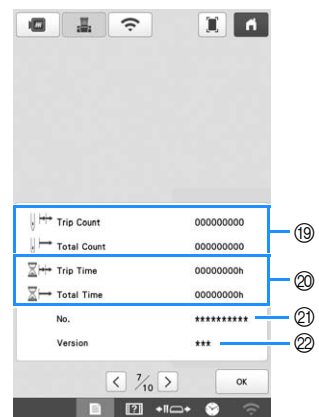 Trip Count 000000000
Total Count 000000000
⑲
Trip Time 00000000h
Total Time 00000000h
⑳
No. **********
㉑
Version ***
㉒
< 7/10 > OK
[?]